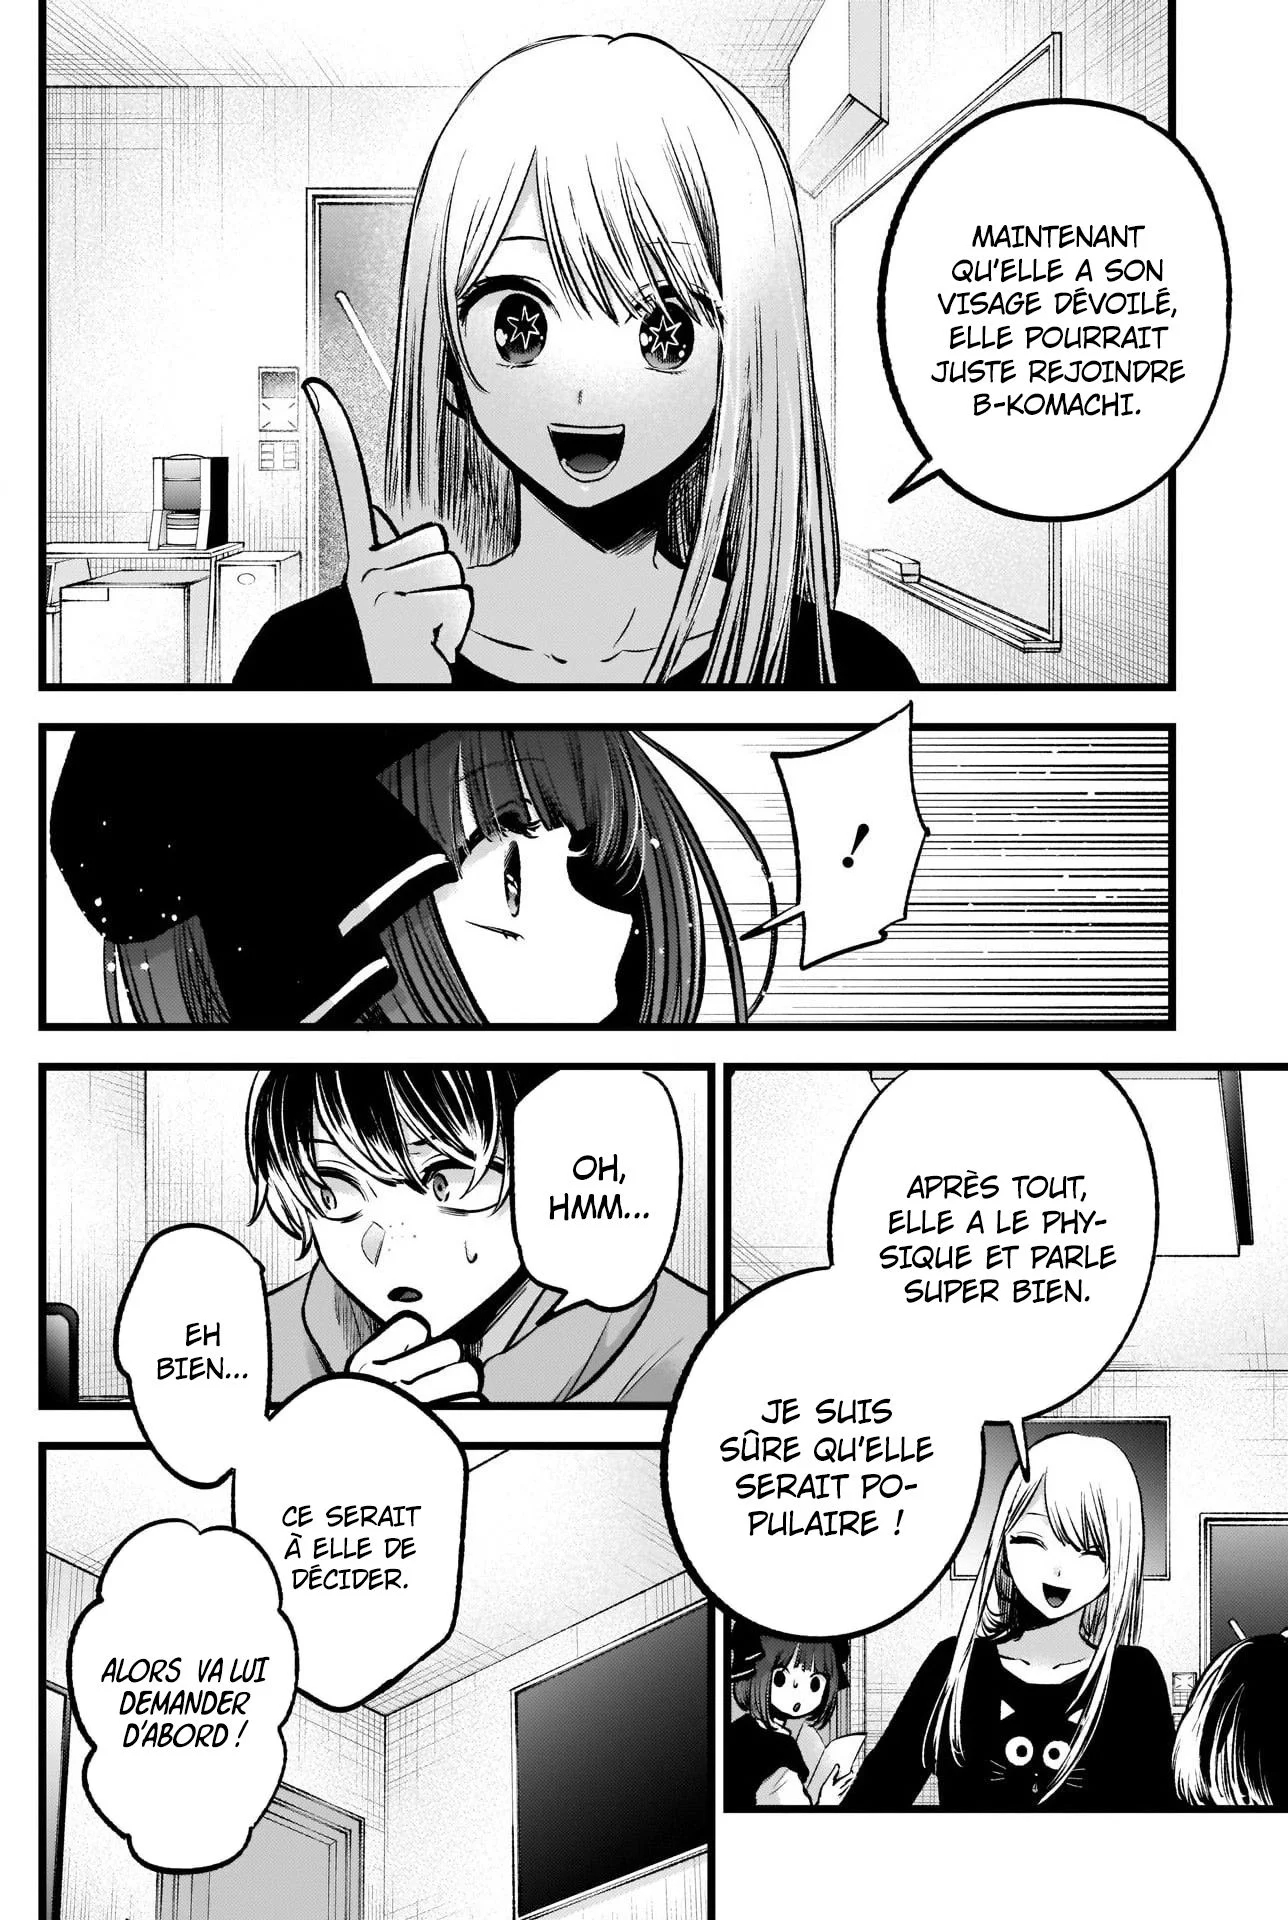 MAINTENANT
QU'ELLE A SON
VISAGE DÉVOILÉ,
ELLE POURRAIT
JUSTE REJOINDRE
B-KOMACHI.
!
APRÈS TOUT,
ELLE A LE PHY-
SIQUE ET PARLE
SUPER BIEN.
JE SUIS
SÛRE QU'ELLE
SERAIT PO-
PULAIRE !
OH,
HMM...
EH
BIEN...
CE SERAIT
À ELLE DE
DÉCIDER.
ALORS VA LUI
DEMANDER
D'ABORD !